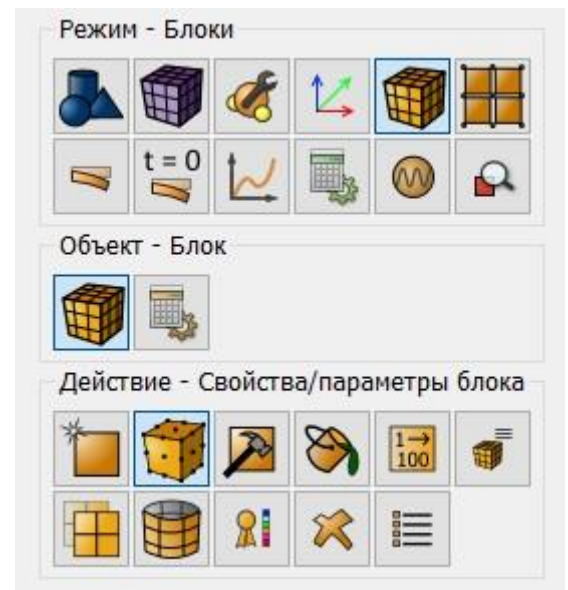 Режим - Блоки
t = 0
Объект - Блок
Действие - Свойства/параметры блока
1→
100